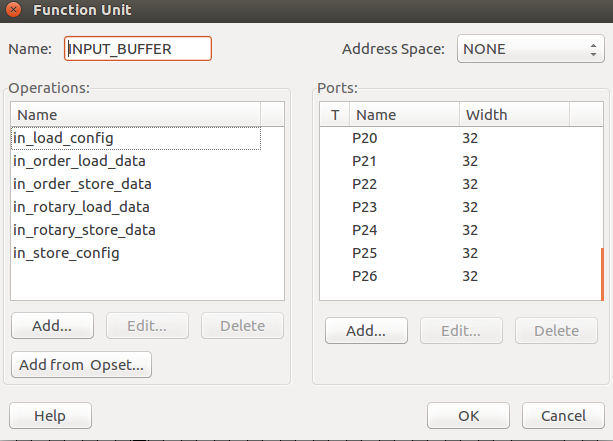 Function Unit
Name: INPUT_BUFFER Address Space: NONE
Operations: Ports:
Name T Name Width
in_load_config P20 32
in_order_load_data P21 32
in_order_store_data P22 32
in_rotary_load_data P23 32
in_rotary_store_data P24 32
in_store_config P25 32
P26 32
Add... Edit... Delete Add... Edit... Delete
Add from Opset...
Help OK Cancel